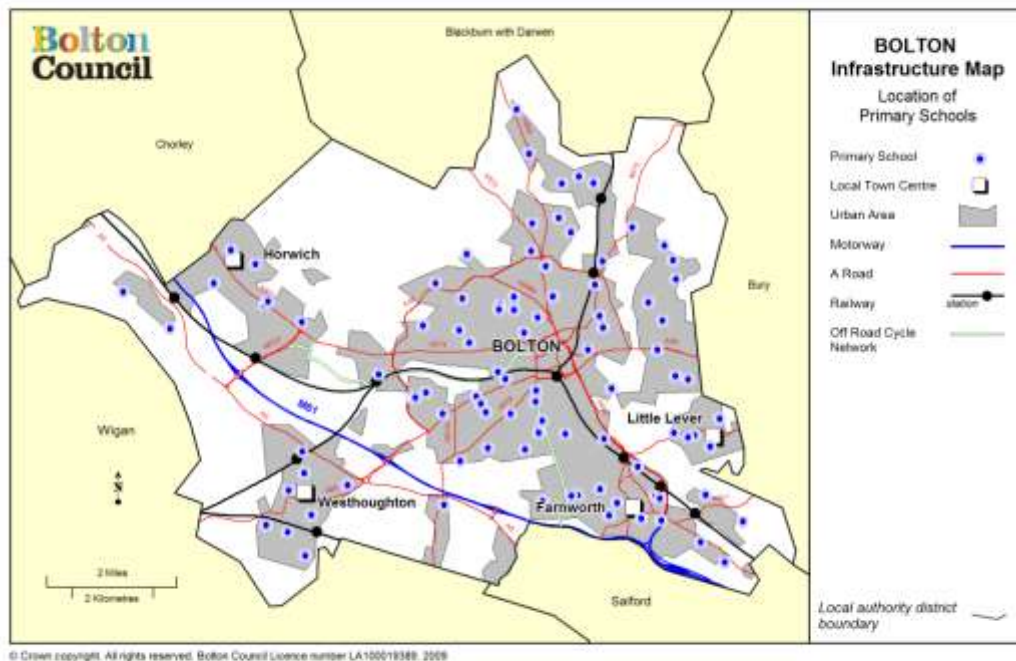 Bolton
Council
Blackburn with Darwen
Chorley
Horwich
Bury
BOLTON
M61
Little Lever
Wigan
N
Westhoughton
Farnworth
2 Miles
2 Kilometres
Salford
BOLTON
Infrastructure Map
Location of
Primary Schools
Primary School
Local Town Centre
Urban Area
Motorway
A Road
Railway
station
Off Road Cycle
Network
Local authority district
boundary
© Crown copyright. All rights reserved. Bolton Council Licence number LA100019389. 2009